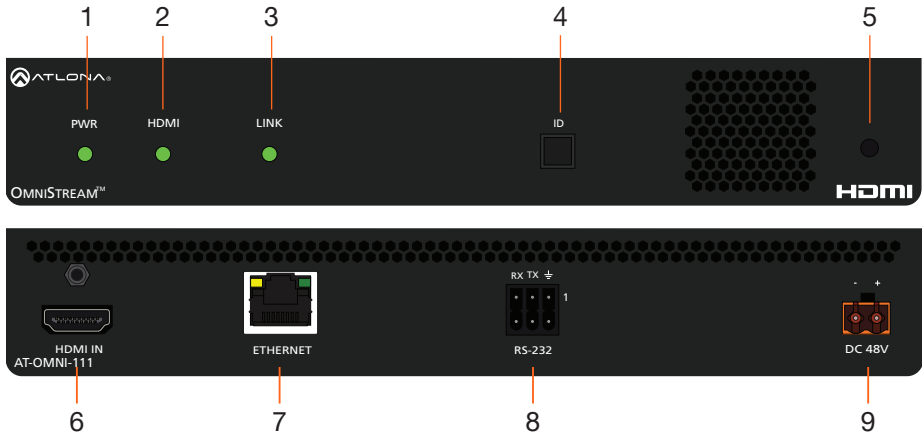 1 2 3 4 5
ATLONA®
PWR HDMI LINK ID
OMNISTREAM™ HDMI
RX TX
1
- +
HDMI IN ETHERNET RS-232 DC 48V
AT-OMNI-111
6 7 8 9